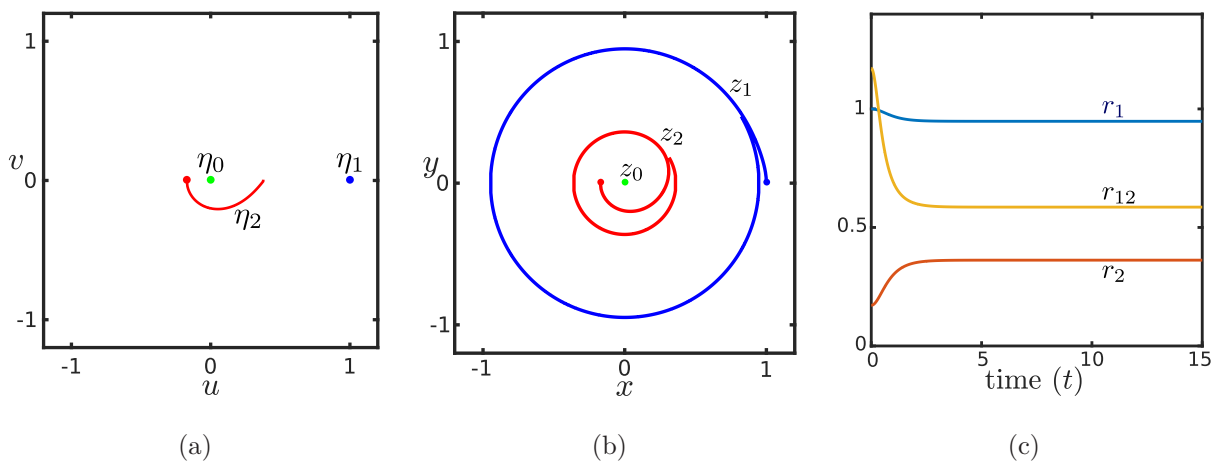 1
0
-1
v
-1
0
1
u
η₀
η₁
η₂
(a)
1
0
-1
y
-1
0
1
x
z₁
z₂
z₀
(b)
1
0.5
0
0
5
10
15
time (t)
r₁
r₁₂
r₂
(c)